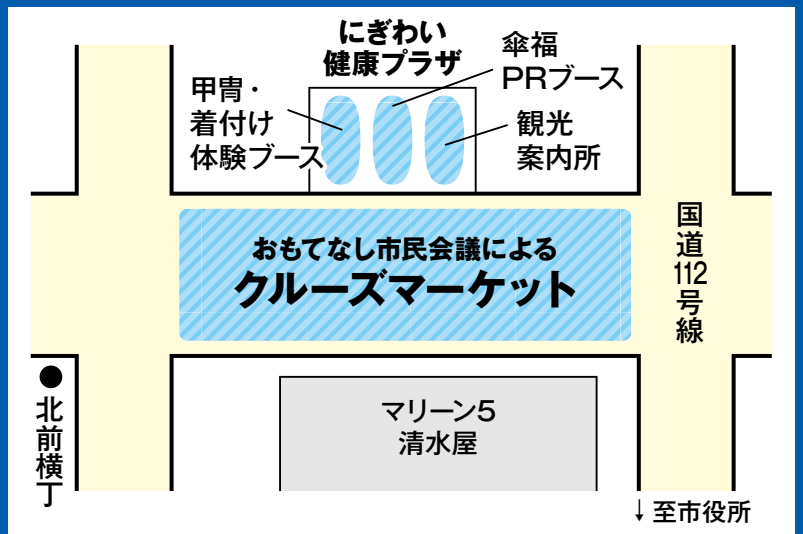 にぎわい
健康プラザ
傘福
PRブース
甲冑・
着付け
体験ブース
観光
案内所
おもてなし市民会議による
クルーズマーケット
国道112号線
●北前横丁
マリーン5
清水屋
↓至市役所